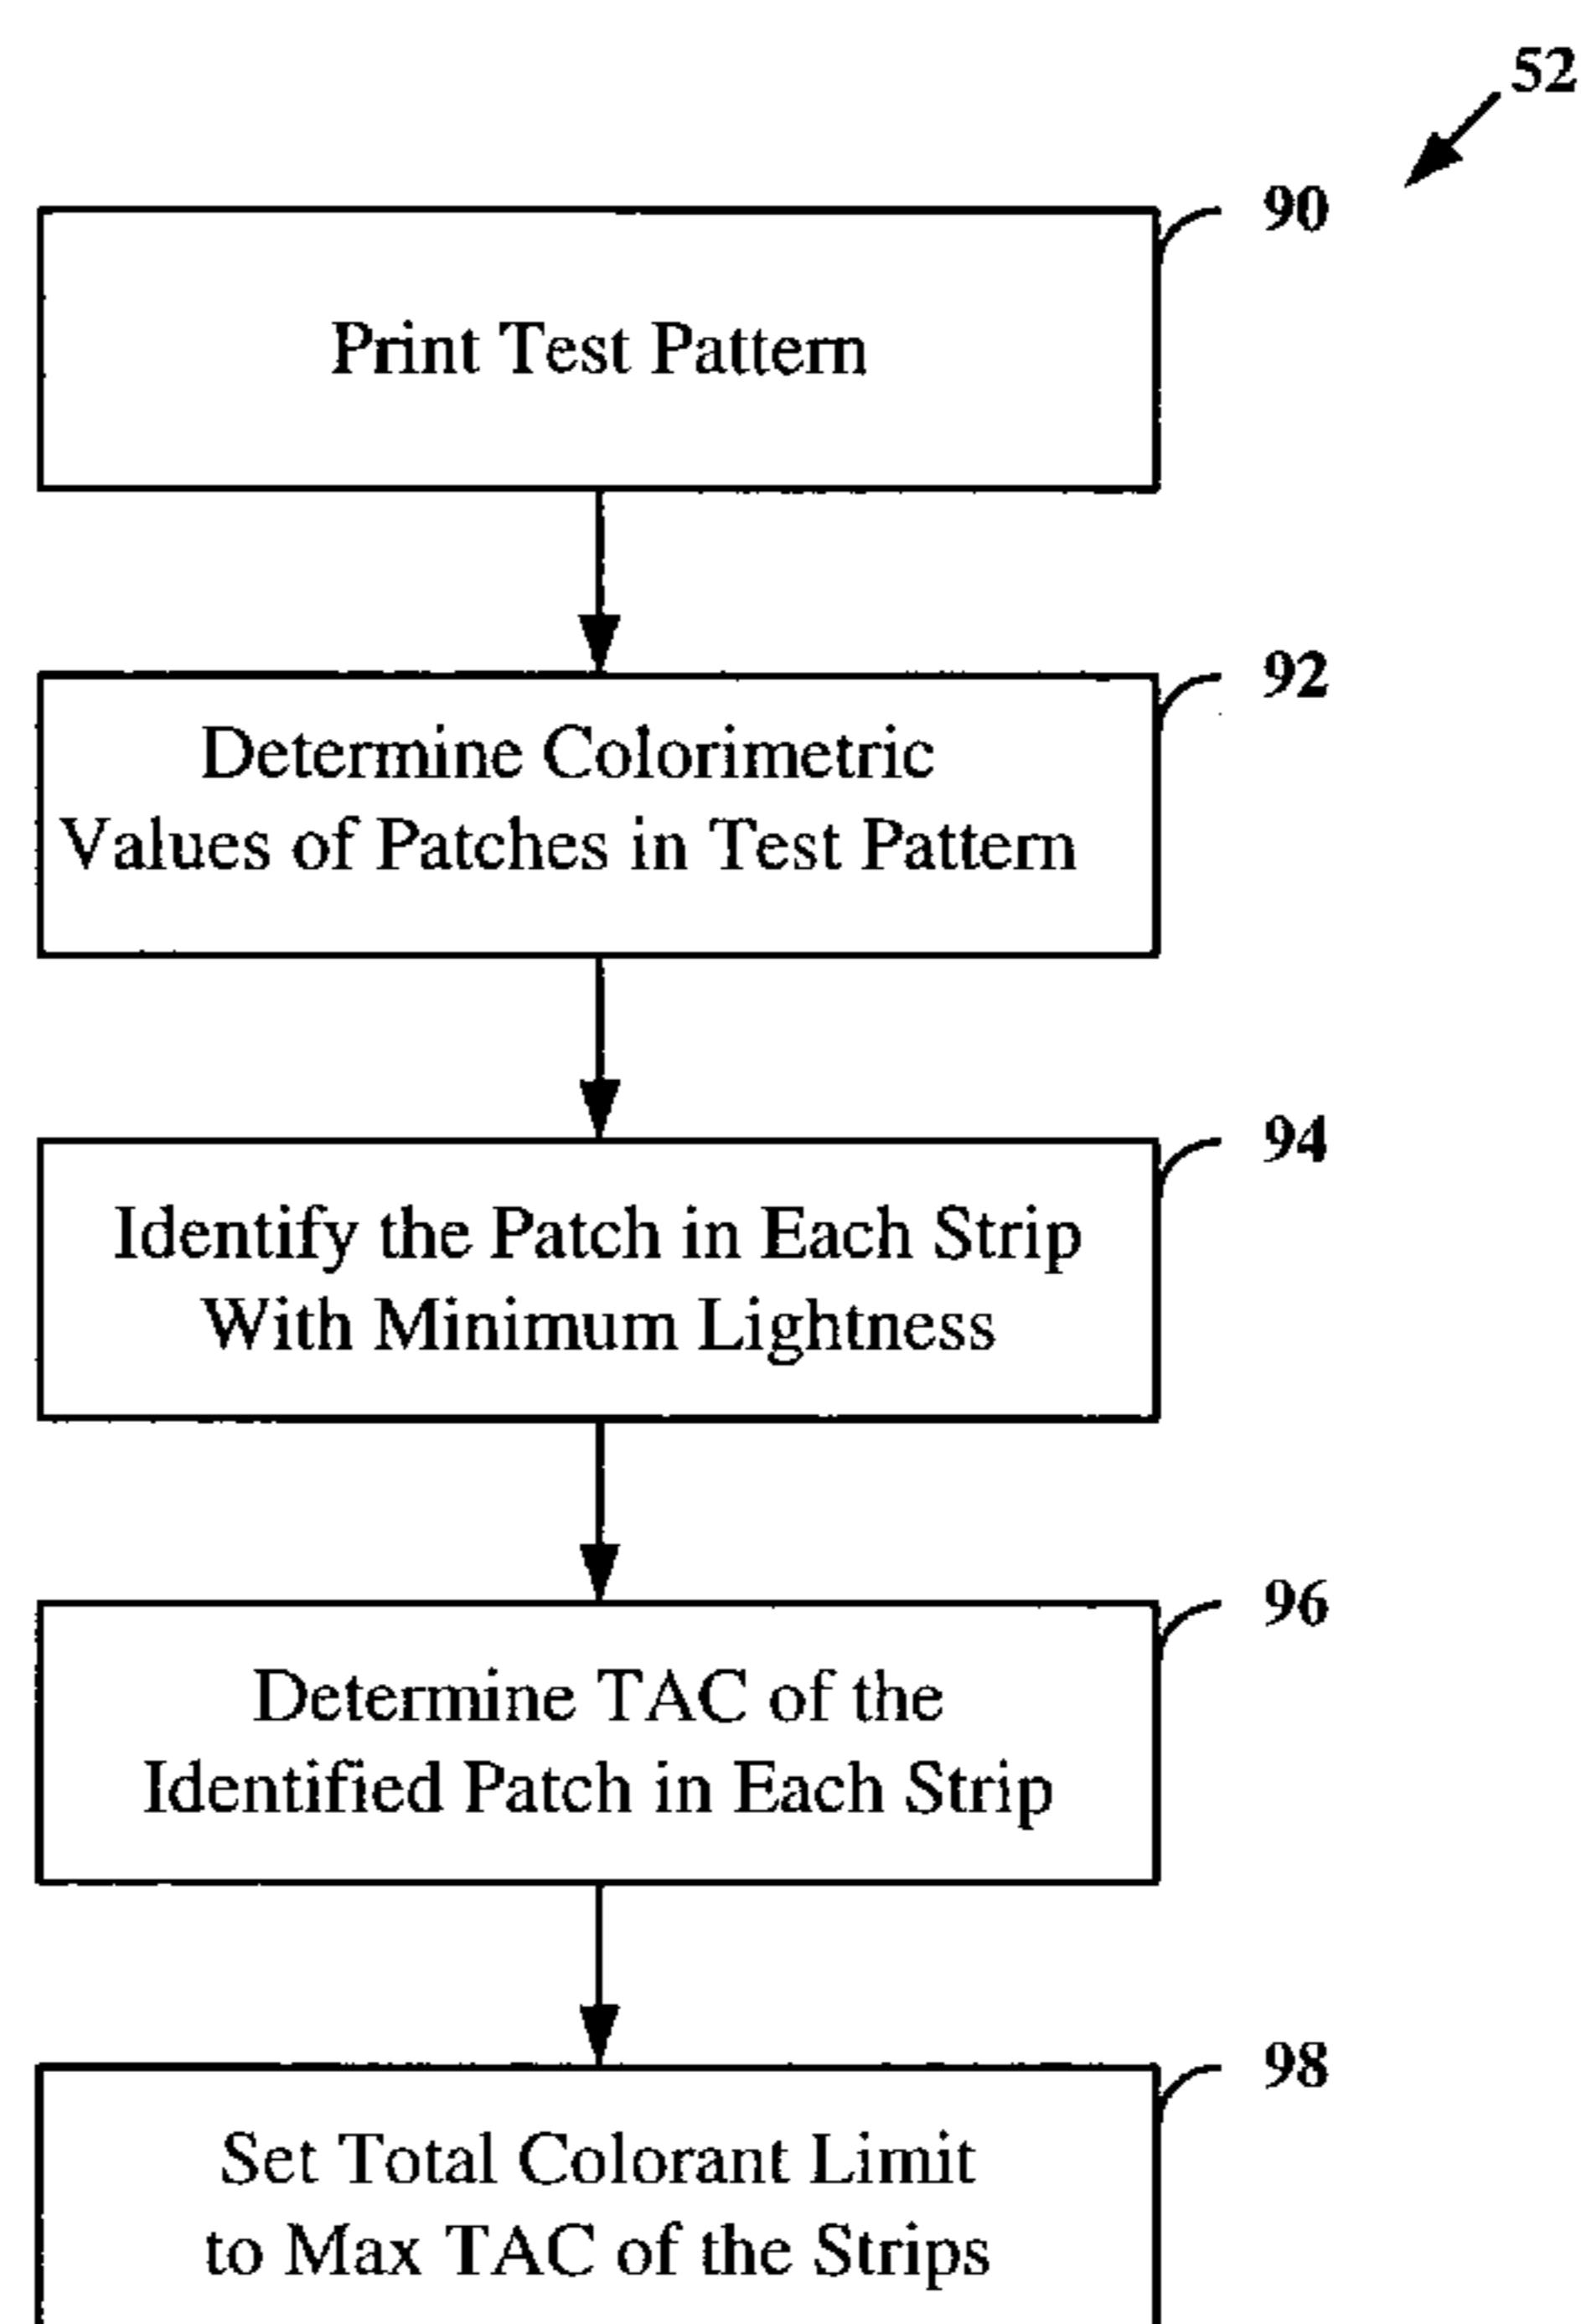 52
90
Print Test Pattern
92
Determine Colorimetric
Values of Patches in Test Pattern
94
Identify the Patch in Each Strip
With Minimum Lightness
96
Determine TAC of the
Identified Patch in Each Strip
98
Set Total Colorant Limit
to Max TAC of the Strips